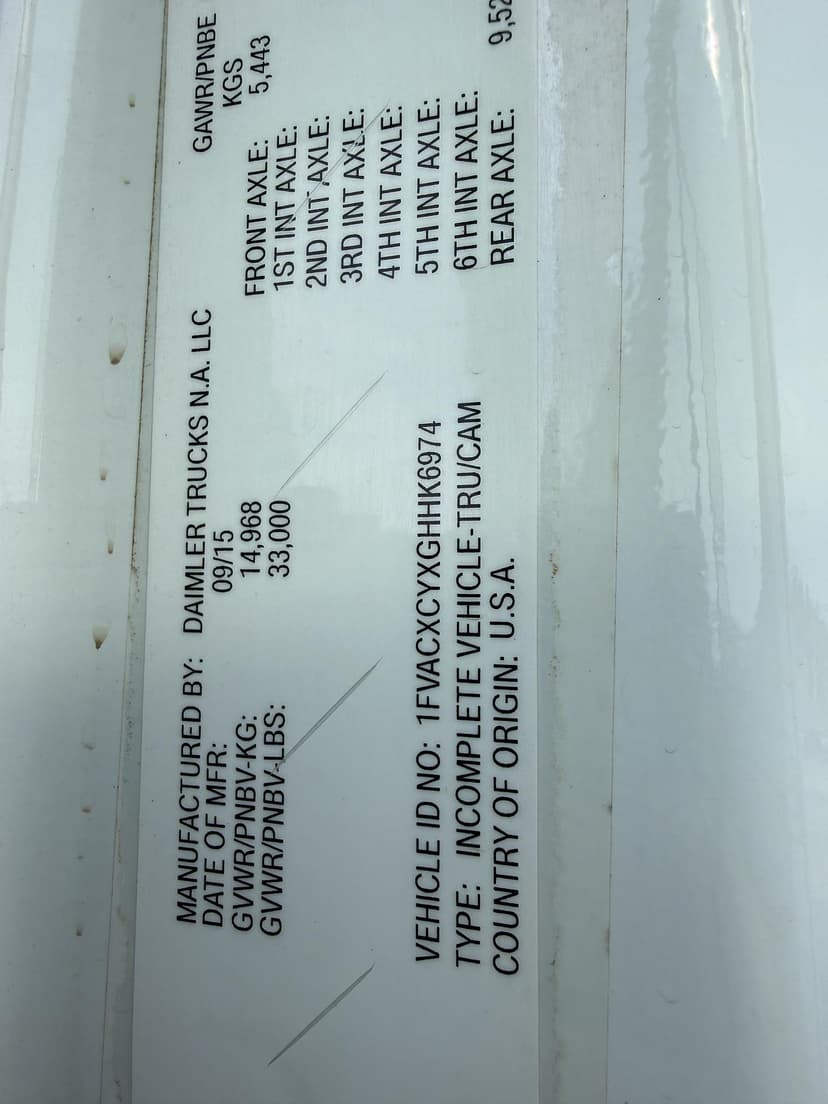 MANUFACTURED BY: DAIMLER TRUCKS N.A. LLC
DATE OF MFR: 09/15
GVWR/PNBV-KG: 14,968
GVWR/PNBV-LBS: 33,000
GAWR/PNBE
KGS
FRONT AXLE: 5,443
1ST INT AXLE:
2ND INT AXLE:
3RD INT AXLE:
4TH INT AXLE:
5TH INT AXLE:
6TH INT AXLE:
REAR AXLE: 9,52
VEHICLE ID NO: 1FVACXCYXGHHK6974
TYPE: INCOMPLETE VEHICLE-TRU/CAM
COUNTRY OF ORIGIN: U.S.A.